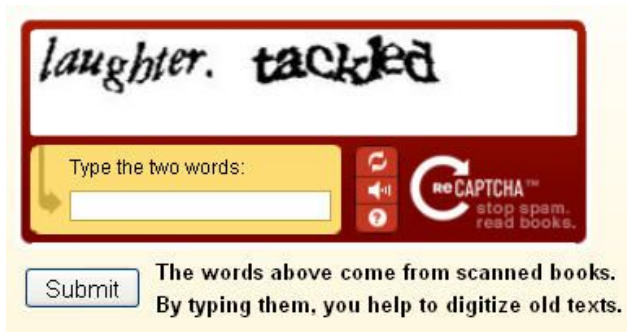 laughter. tackled
Type the two words:
ReCAPTCHA™
stop spam.
read books.
Submit
The words above come from scanned books.
By typing them, you help to digitize old texts.